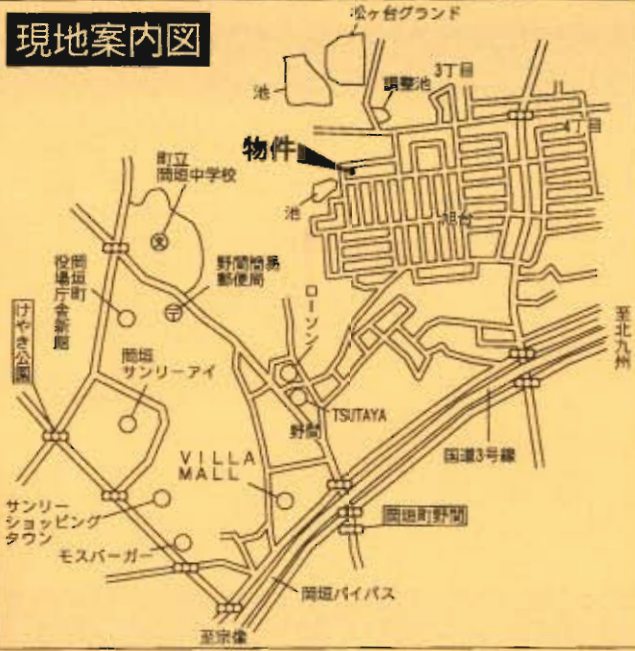 現地案内図
松ヶ台グランド
池
調整池
3丁目
4丁目
物件
池
旭台
町立
岡垣中学校
文
野間簡易
郵便局
〒
岡垣町
役場庁舎新館
ローソン
けやき公園
岡垣
サンリーアイ
TSUTAYA
野間
至北九州
国道3号線
VILLA
MALL
サンリー
ショッピング
タウン
モスバーガー
岡垣町野間
岡垣バイパス
至宗像